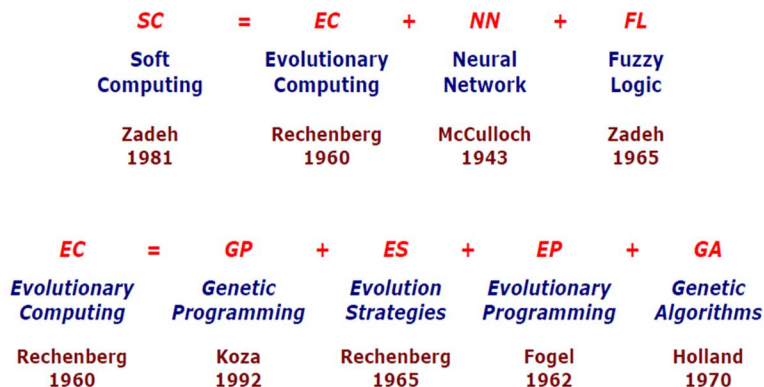 SC = EC + NN + FL
Soft Evolutionary Neural Fuzzy
Computing Computing Network Logic
Zadeh Rechenberg McCulloch Zadeh
1981 1960 1943 1965
EC = GP + ES + EP + GA
Evolutionary Genetic Evolution Evolutionary Genetic
Computing Programming Strategies Programming Algorithms
Rechenberg Koza Rechenberg Fogel Holland
1960 1992 1965 1962 1970